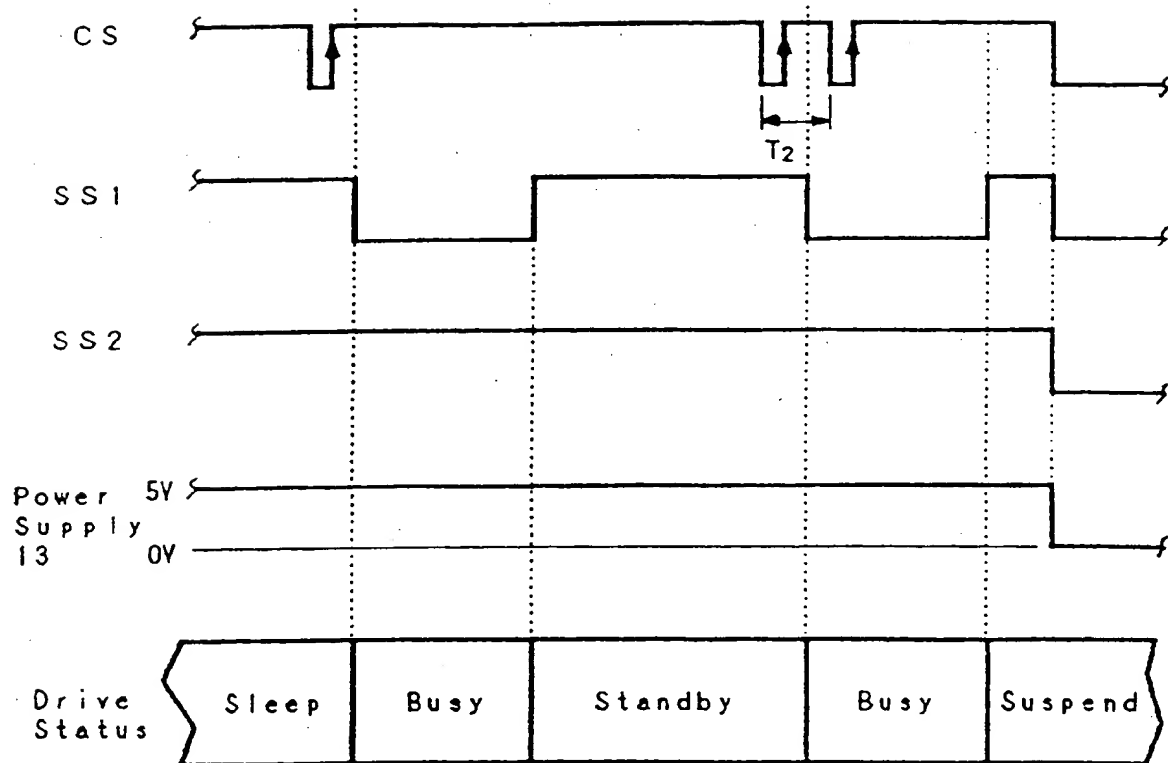 CS
T2
SS1
SS2
Power 5V
Supply
13 0V
Drive Status
Sleep Busy Standby Busy Suspend